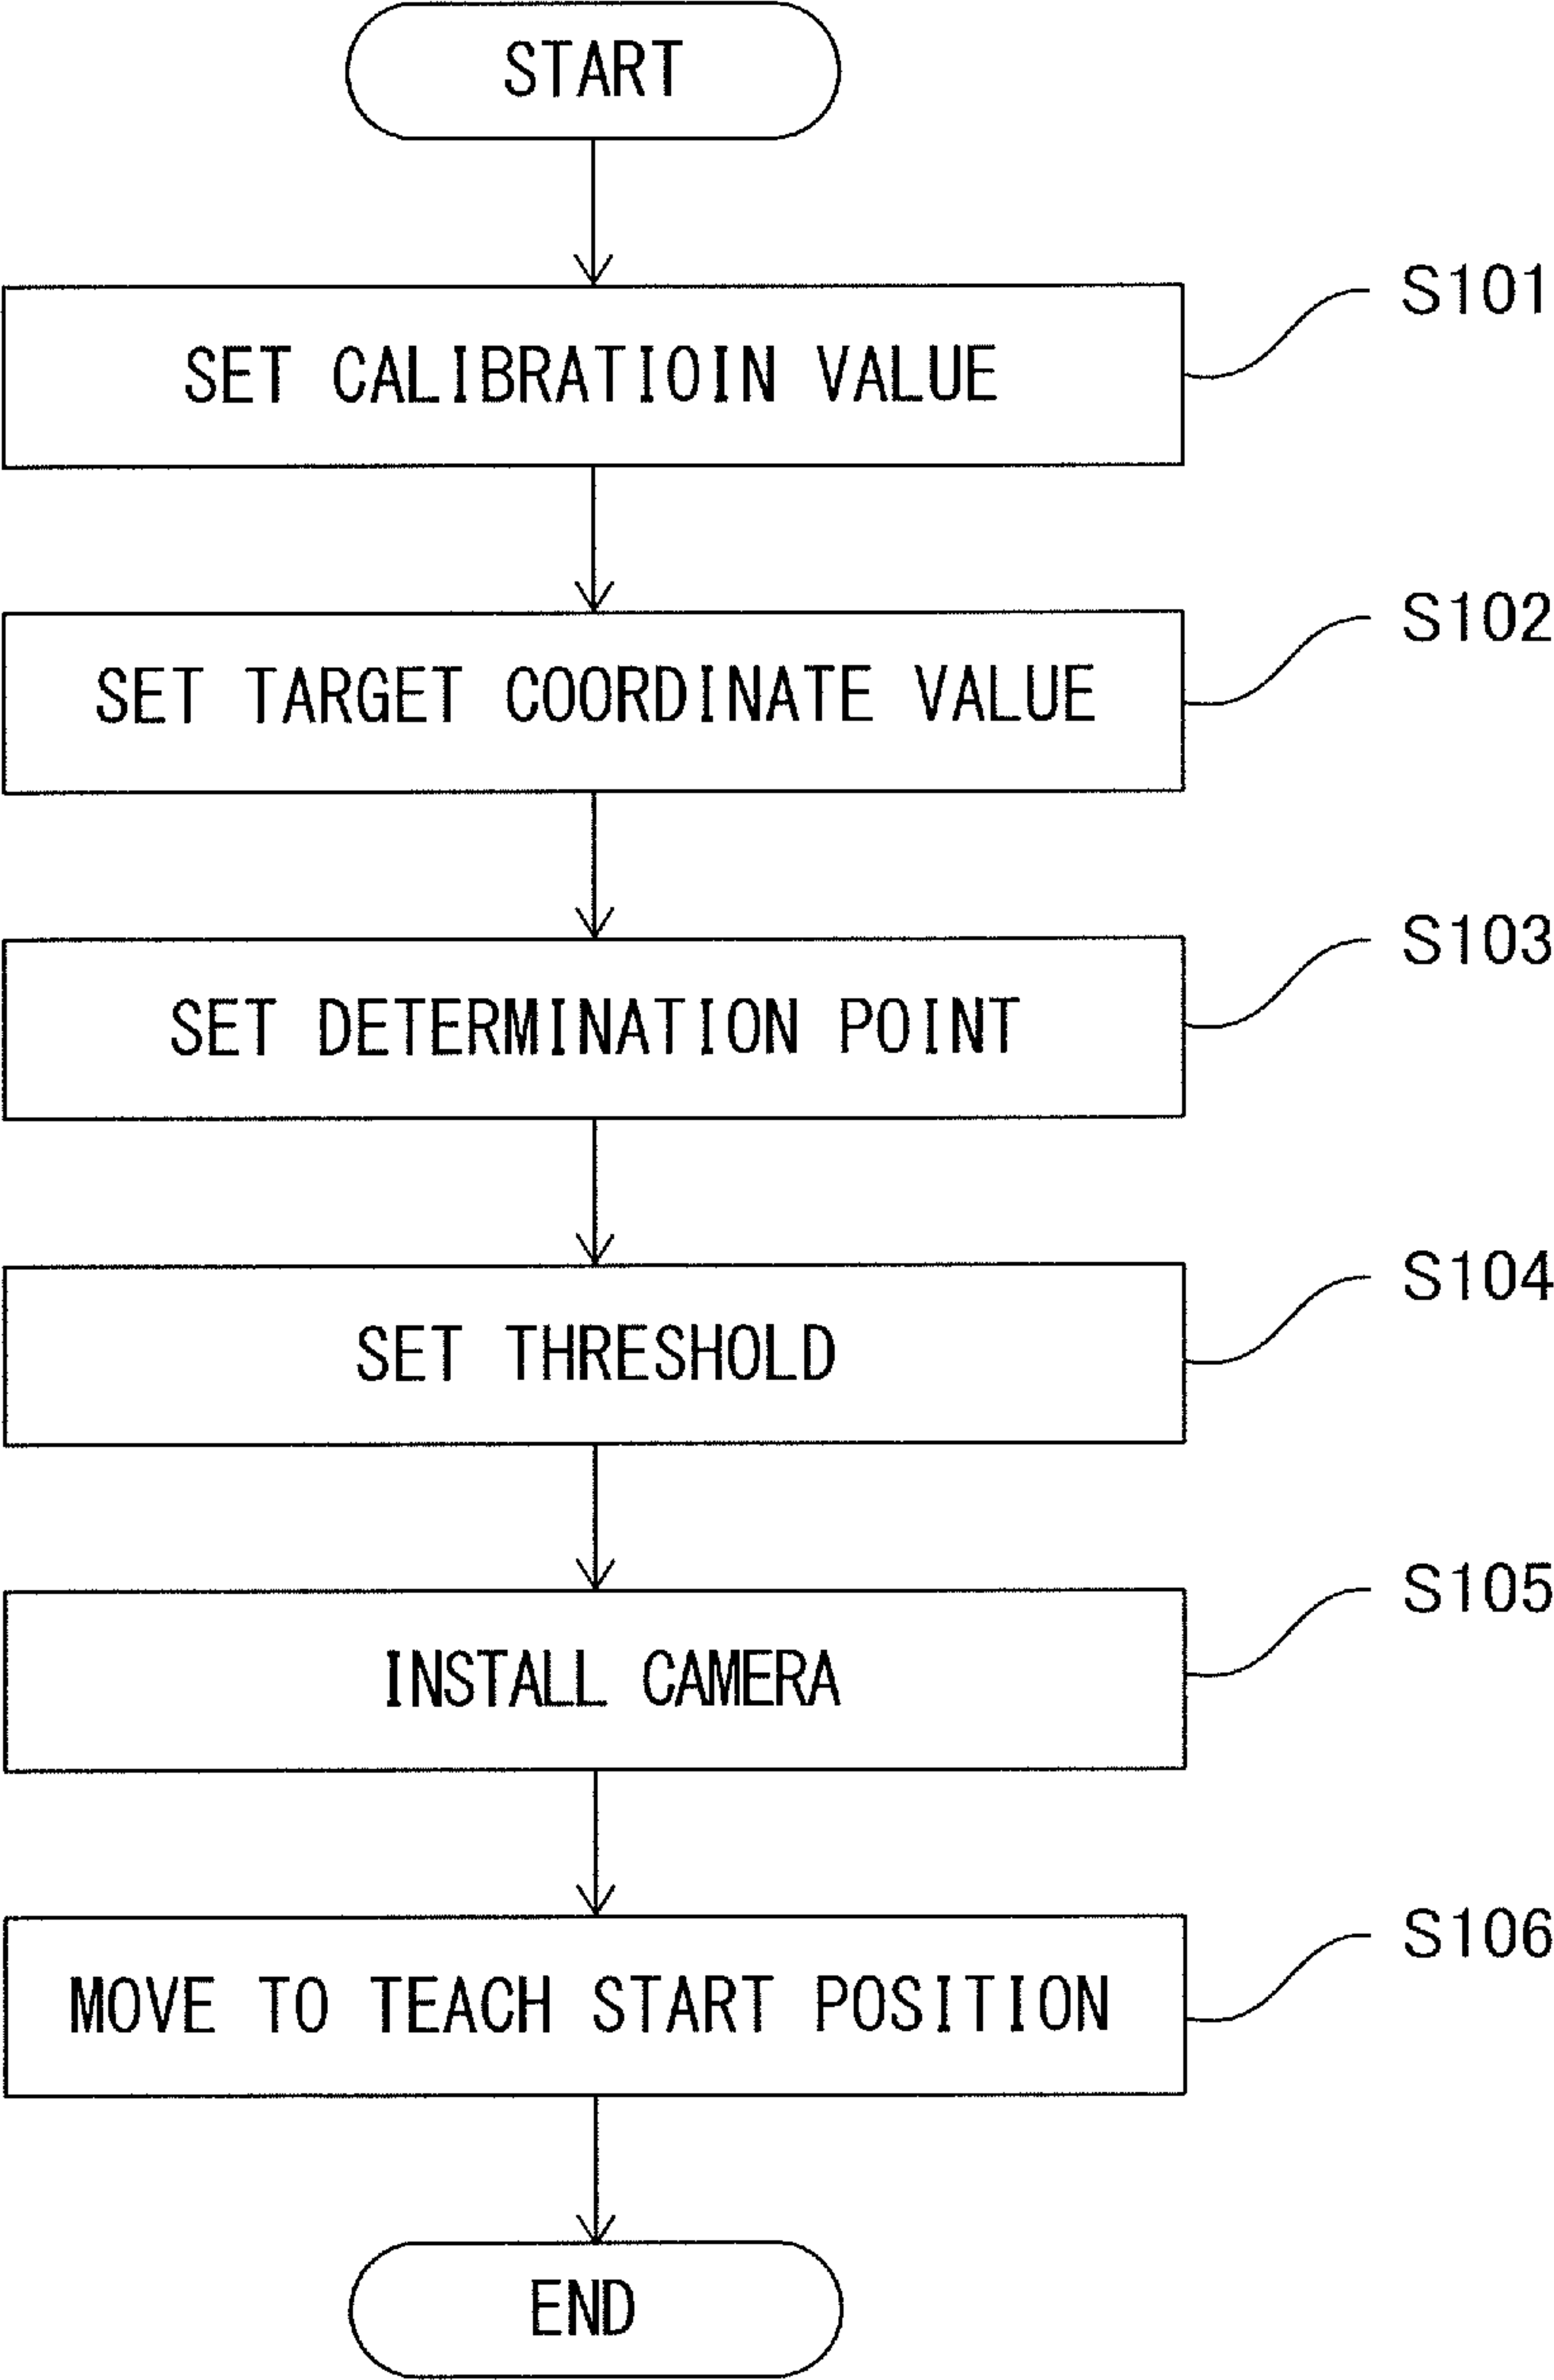 START
S101
SET CALIBRATIOIN VALUE
S102
SET TARGET COORDINATE VALUE
S103
SET DETERMINATION POINT
S104
SET THRESHOLD
S105
INSTALL CAMERA
S106
MOVE TO TEACH START POSITION
END